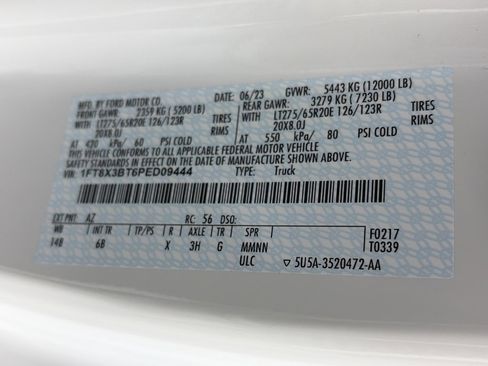 MFD. BY FORD MOTOR CO.
DATE: 06/23 GVWR: 5443 KG (12000 LB)
FRONT GAWR: 2359 KG (5200 LB) REAR GAWR: 3279 KG (7230 LB)
LT275/65R20E 126/123R TIRES LT275/65R20E 126/123R TIRES
20X8.0J RIMS 20X8.0J RIMS
AT 420 kPa/ 60 PSI COLD AT 550 kPa/ 80 PSI COLD
THIS VEHICLE CONFORMS TO ALL APPLICABLE FEDERAL MOTOR VEHICLE
SAFETY STANDARDS IN EFFECT ON THE DATE OF MANUFACTURE SHOWN ABOVE.
VIN: 1FT8X3BT6PED09444 TYPE: Truck
EXT PNT: AZ RC: 56 DSO:
WB INT TR TP/PS R AXLE TR SPR F0217
14B 6B X 3H G MMNN T0339
ULC ▽ 5U5A-3520472-AA